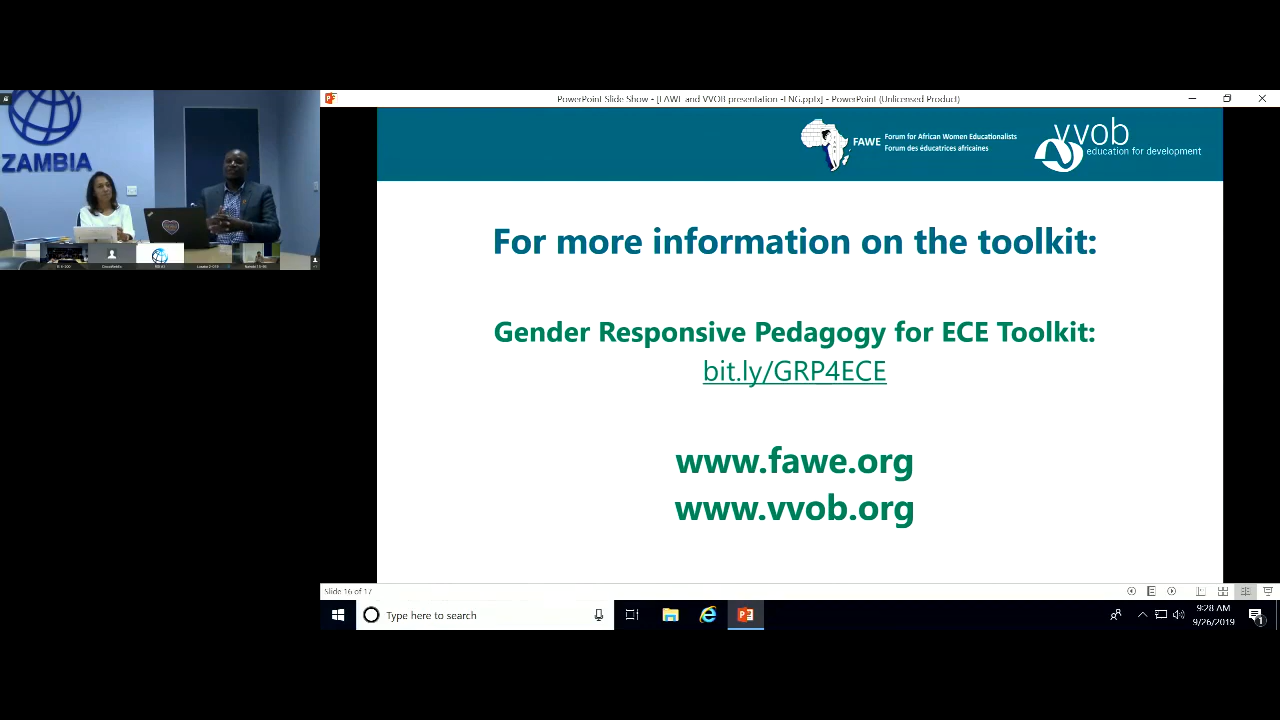 ZAMBIA
PowerPoint Slide Show - [FAWE and VVOB presentation -ENG.pptx] - PowerPoint (Unlicensed Product)
FAWE
Forum for African Women Educationalists
Forum des éducatrices africaines
vvob
education for development
For more information on the toolkit:
Gender Responsive Pedagogy for ECE Toolkit:
bit.ly/GRP4ECE
www.fawe.org
www.vvob.org
Slide 16 of 17
Type here to search
9:28 AM
9/26/2019